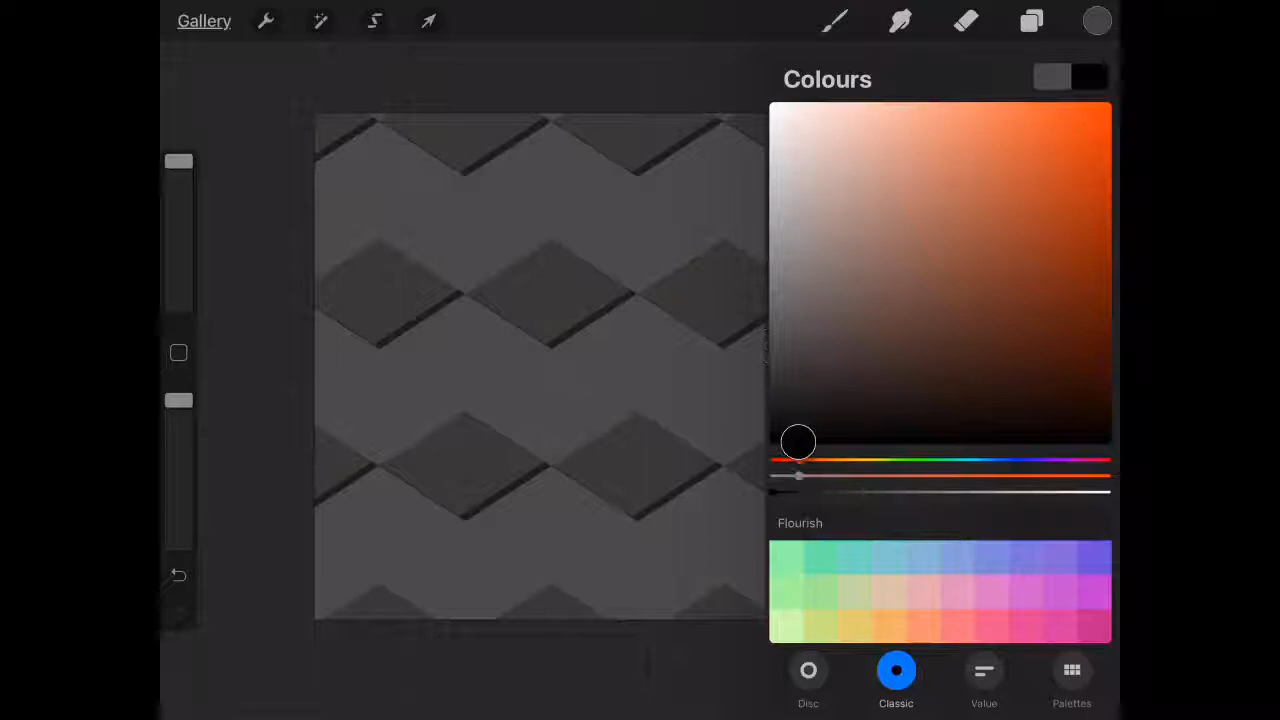 Gallery
Colours
Flourish
Disc
Classic
Value
Palettes